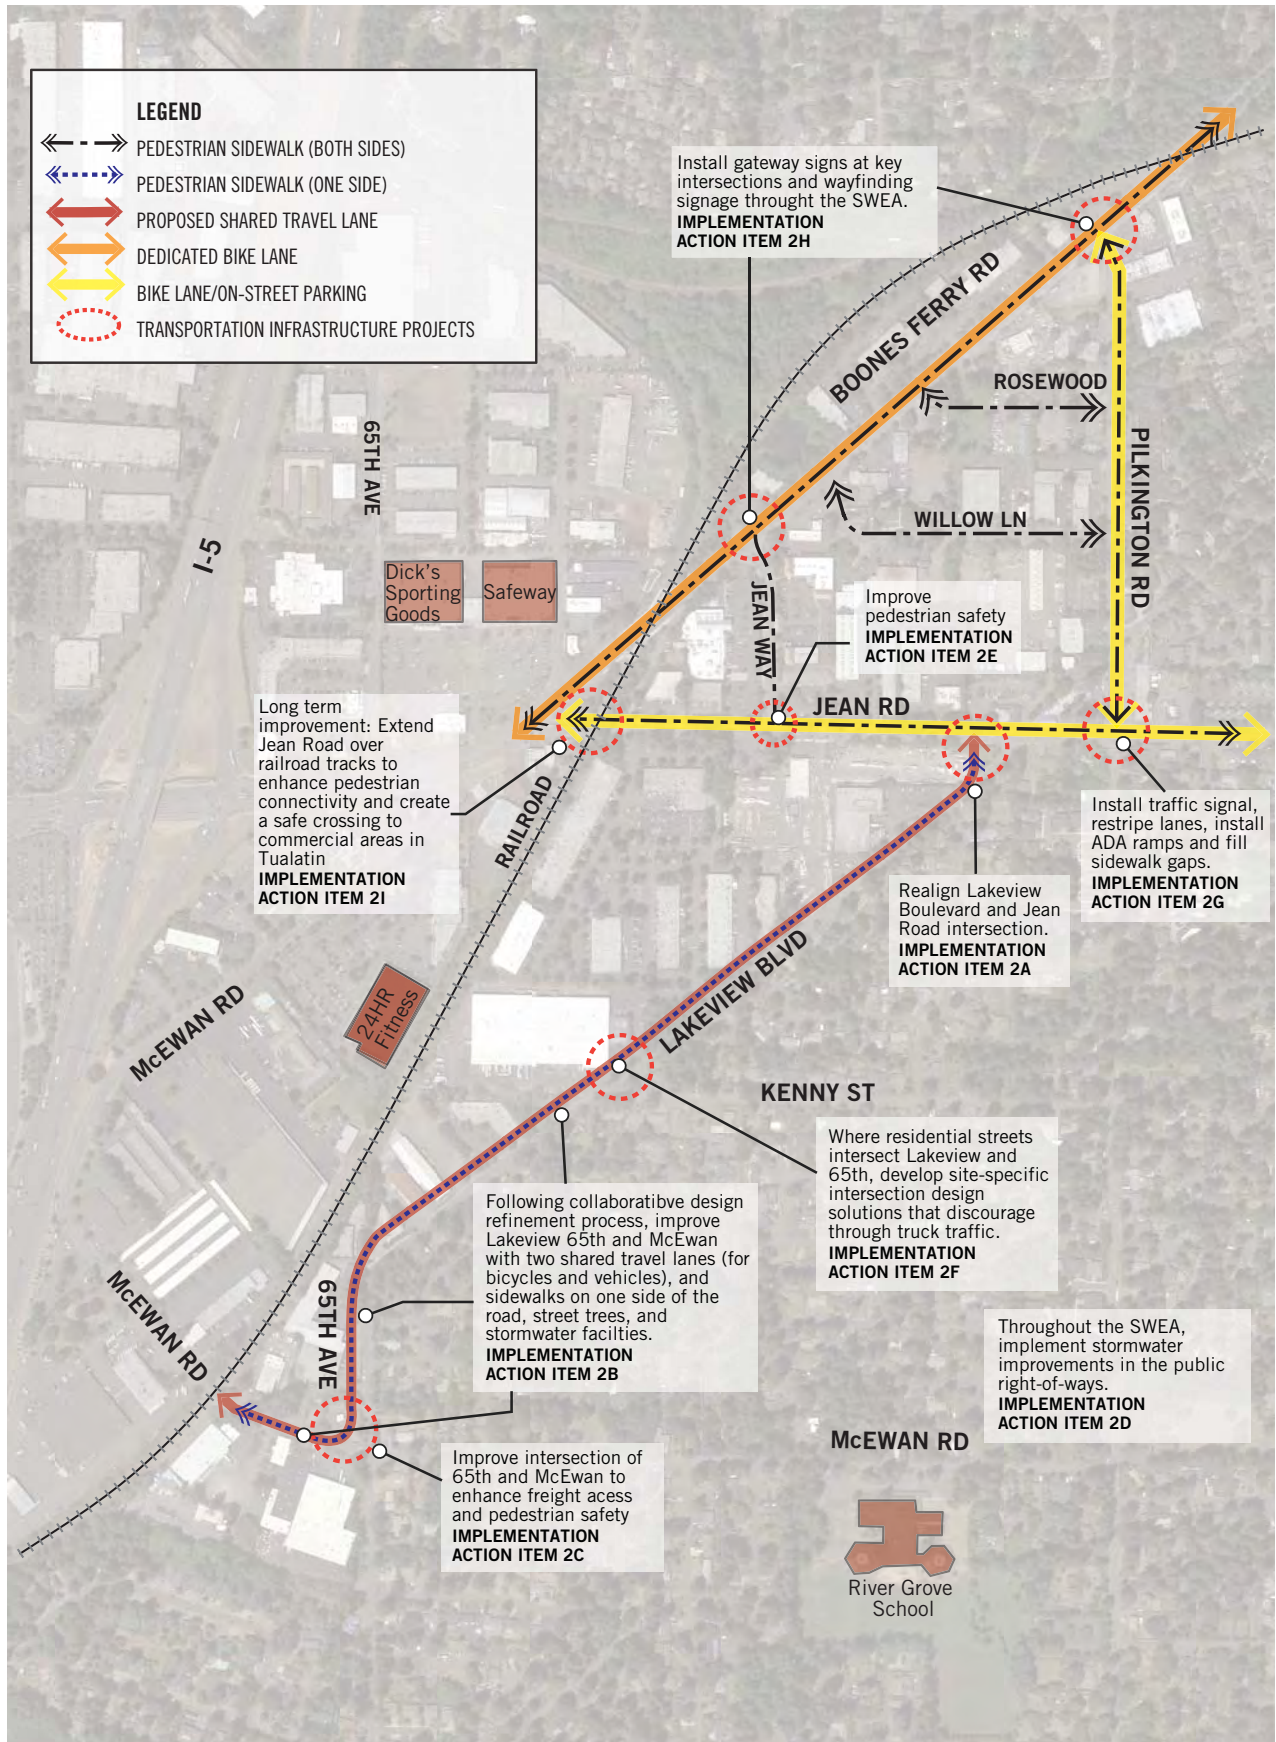 LEGEND
PEDESTRIAN SIDEWALK (BOTH SIDES)
PEDESTRIAN SIDEWALK (ONE SIDE)
PROPOSED SHARED TRAVEL LANE
DEDICATED BIKE LANE
BIKE LANE/ON-STREET PARKING
TRANSPORTATION INFRASTRUCTURE PROJECTS
Install gateway signs at key
intersections and wayfinding
signage throught the SWEA.
IMPLEMENTATION
ACTION ITEM 2H
BOONES FERRY RD
ROSEWOOD
PILKINGTON RD
65TH AVE
WILLOW LN
I-5
Dick's
Sporting
Goods
Safeway
JEAN WAY
Improve
pedestrian safety
IMPLEMENTATION
ACTION ITEM 2E
JEAN RD
Long term
improvement: Extend
Jean Road over
railroad tracks to
enhance pedestrian
connectivity and create
a safe crossing to
commercial areas in
Tualatin
IMPLEMENTATION
ACTION ITEM 2I
RAILROAD
Install traffic signal,
restripe lanes, install
ADA ramps and fill
sidewalk gaps.
IMPLEMENTATION
ACTION ITEM 2G
Realign Lakeview
Boulevard and Jean
Road intersection.
IMPLEMENTATION
ACTION ITEM 2A
LAKEVIEW BLVD
McEWAN RD
24HR
Fitness
KENNY ST
Where residential streets
intersect Lakeview and
65th, develop site-specific
intersection design
solutions that discourage
through truck traffic.
IMPLEMENTATION
ACTION ITEM 2F
Following collaboratibve design
refinement process, improve
Lakeview 65th and McEwan
with two shared travel lanes (for
bicycles and vehicles), and
sidewalks on one side of the
road, street trees, and
stormwater facilties.
IMPLEMENTATION
ACTION ITEM 2B
65TH AVE
McEWAN RD
Throughout the SWEA,
implement stormwater
improvements in the public
right-of-ways.
IMPLEMENTATION
ACTION ITEM 2D
McEWAN RD
Improve intersection of
65th and McEwan to
enhance freight acess
and pedestrian safety
IMPLEMENTATION
ACTION ITEM 2C
River Grove
School